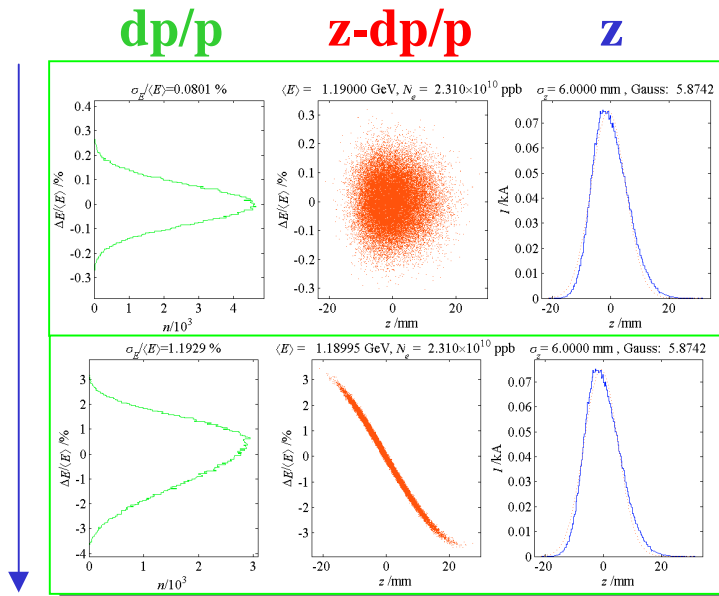 dp/p z-dp/p z
σE/⟨E⟩=0.0801 % ⟨E⟩ = 1.19000 GeV, Ne = 2.310×10^10 ppb σz= 6.0000 mm , Gauss: 5.8742
0.4
0.3
0.2
0.1
0
-0.1
-0.2
-0.3
ΔE/⟨E⟩ /%
0 1 2 3 4
n/10^3
0.3
0.2
0.1
0
-0.1
-0.2
-0.3
ΔE/⟨E⟩ /%
-20 0 20
z /mm
0.07
0.06
0.05
0.04
0.03
0.02
0.01
0
I /kA
-20 0 20
z /mm
σE/⟨E⟩=1.1929 % ⟨E⟩ = 1.18995 GeV, Ne = 2.310×10^10 ppb σz= 6.0000 mm , Gauss: 5.8742
3
2
1
0
-1
-2
-3
-4
ΔE/⟨E⟩ /%
0 1 2 3
n/10^3
3
2
1
0
-1
-2
-3
ΔE/⟨E⟩ /%
-20 0 20
z /mm
0.07
0.06
0.05
0.04
0.03
0.02
0.01
0
I /kA
-20 0 20
z /mm